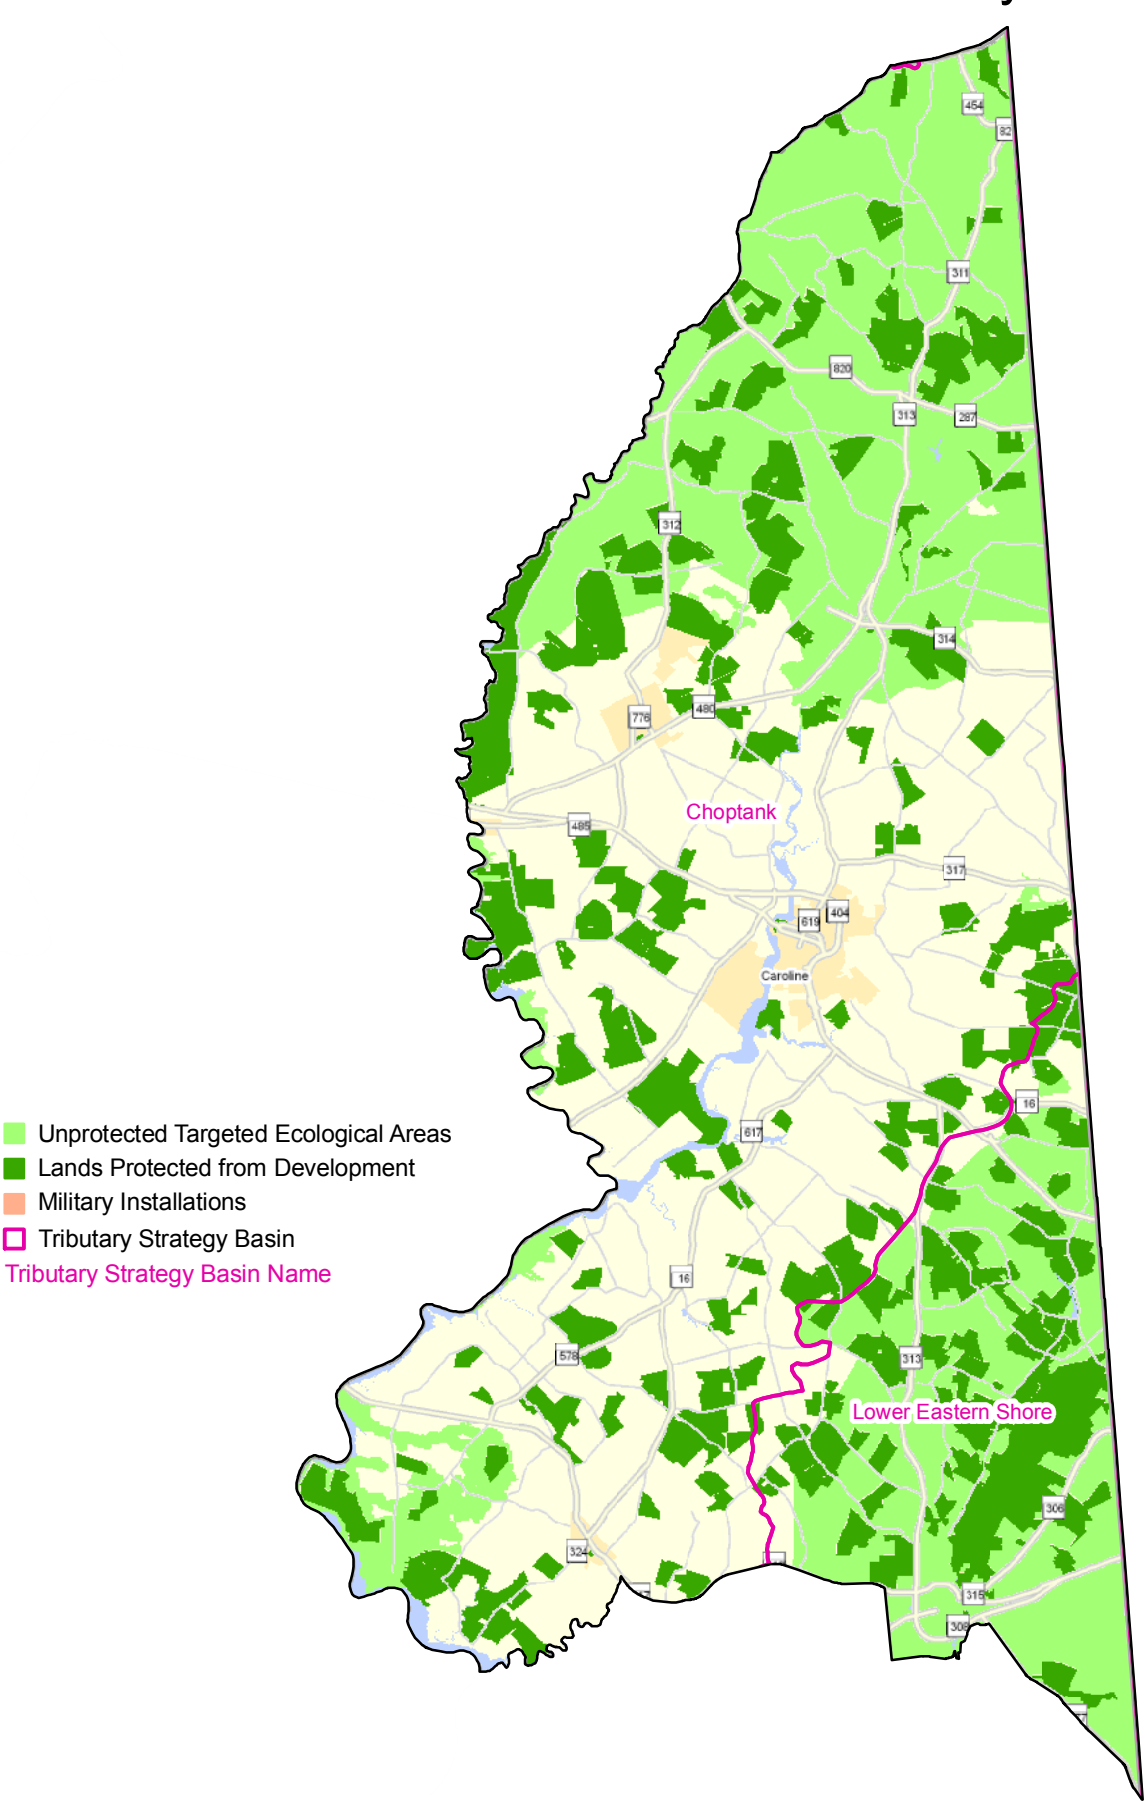 454
82
311
820
313
287
312
314
480
776
Choptank
485
317
404
619
Caroline
16
617
Unprotected Targeted Ecological Areas
Lands Protected from Development
Military Installations
Tributary Strategy Basin
Tributary Strategy Basin Name
16
578
313
Lower Eastern Shore
306
324
315
308